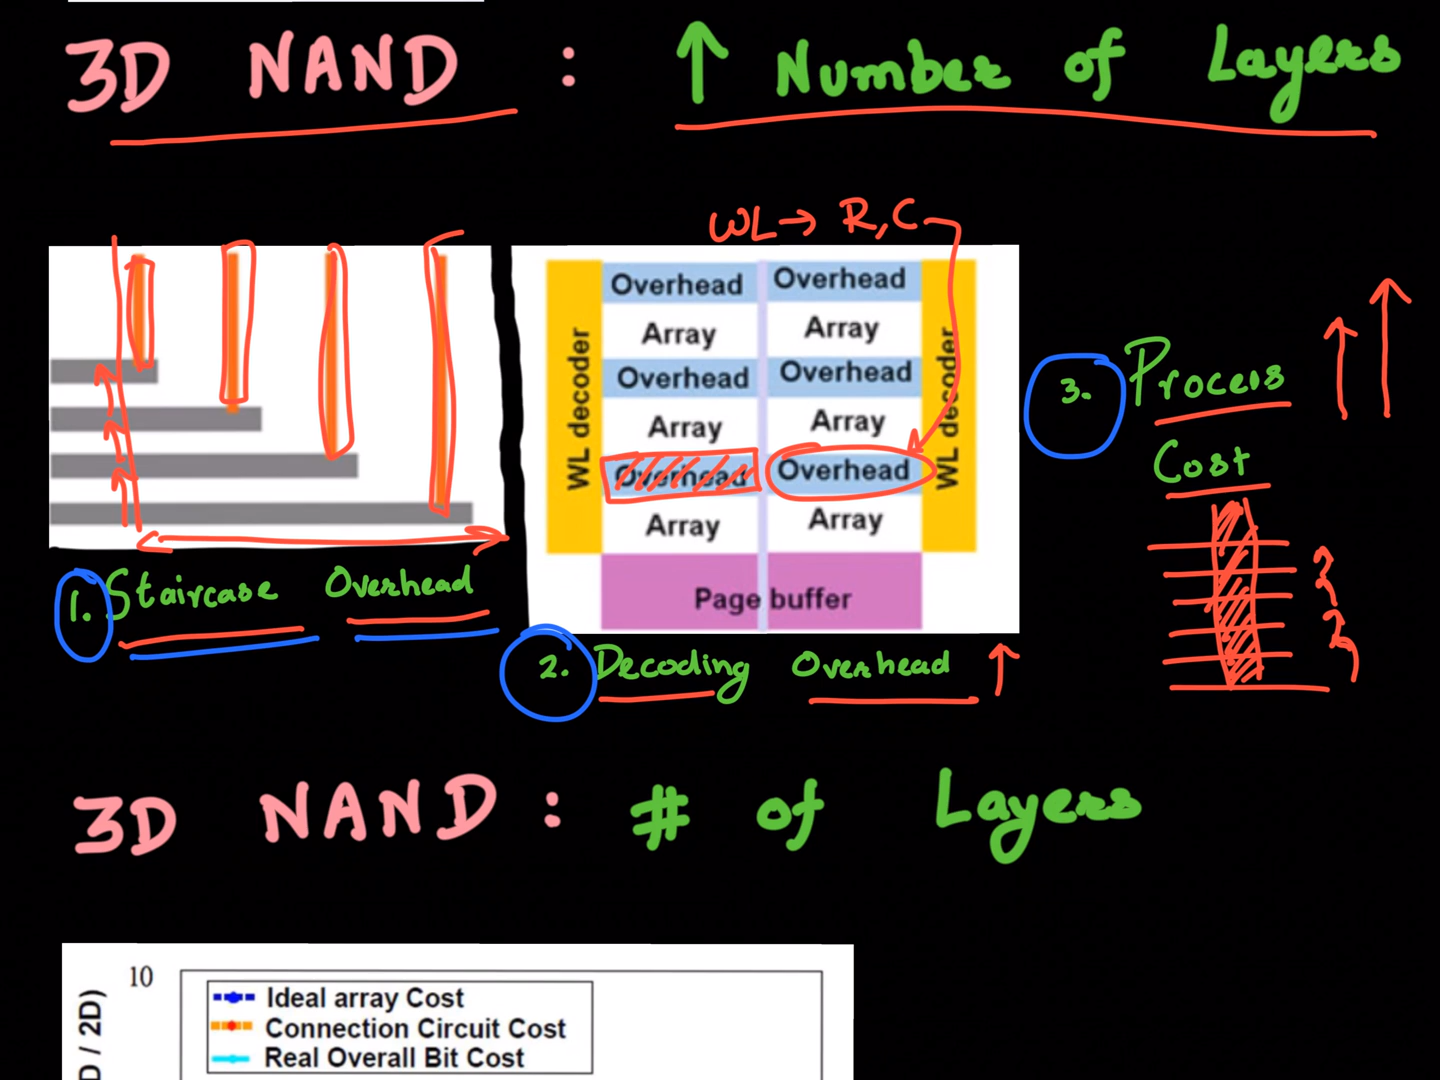 3D NAND : ↑ Number of Layers
WL → R, C
Overhead Overhead
Array Array
Overhead Overhead
Array Array
Overhead Overhead
Array Array
WL decoder
WL decoder
Page buffer
1. Staircase Overhead
2. Decoding Overhead ↑
3. Process
Cost
3D NAND : # of Layers
10
Ideal array Cost
Connection Circuit Cost
Real Overall Bit Cost
D / 2D)